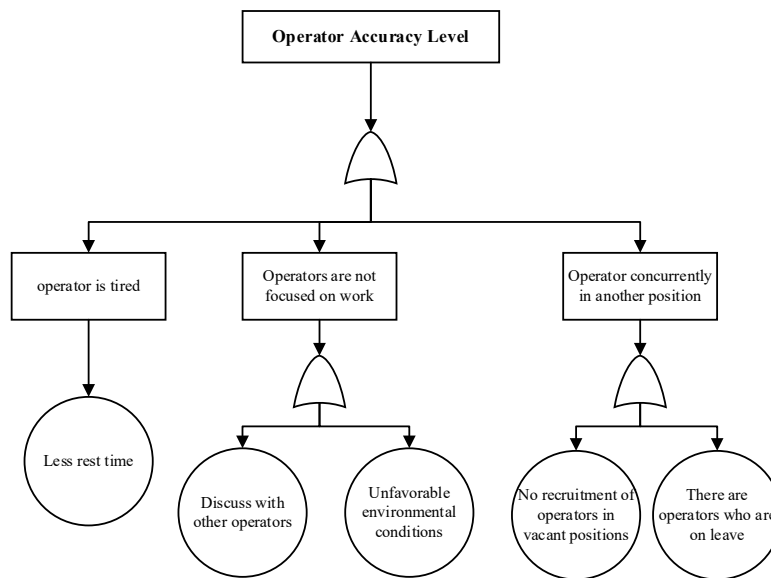 Operator Accuracy Level
operator is tired
Operators are not
focused on work
Operator concurrently
in another position
Less rest time
Discuss with
other operators
Unfavorable
environmental
conditions
No recruitment of
operators in
vacant positions
There are
operators who are
on leave